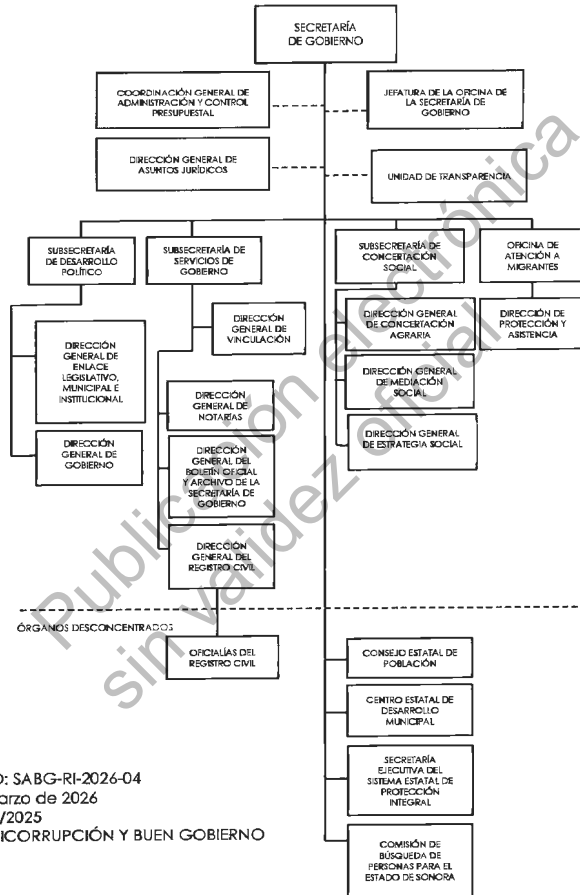 SECRETARÍA
DE GOBIERNO
COORDINACIÓN GENERAL DE
ADMINISTRACIÓN Y CONTROL
PRESUPUESTAL
JEFATURA DE LA OFICINA DE
LA SECRETARÍA DE
GOBIERNO
DIRECCIÓN GENERAL DE
ASUNTOS JURÍDICOS
UNIDAD DE TRANSPARENCIA
SUBSECRETARÍA
DE DESARROLLO
POLÍTICO
SUBSECRETARÍA DE
SERVICIOS DE
GOBIERNO
SUBSECRETARÍA DE
CONCERTACIÓN
SOCIAL
OFICINA DE
ATENCIÓN A
MIGRANTES
DIRECCIÓN
GENERAL DE
ENLACE
LEGISLATIVO,
MUNICIPAL E
INSTITUCIONAL
DIRECCIÓN
GENERAL DE
GOBIERNO
DIRECCIÓN
GENERAL DE
VINCULACIÓN
DIRECCIÓN
GENERAL DE
NOTARÍAS
DIRECCIÓN
GENERAL DEL
BOLETÍN OFICIAL
Y ARCHIVO DE LA
SECRETARÍA DE
GOBIERNO
DIRECCIÓN
GENERAL DEL
REGISTRO CIVIL
DIRECCIÓN GENERAL
DE CONCERTACIÓN
AGRARIA
DIRECCIÓN GENERAL
DE MEDIACIÓN
SOCIAL
DIRECCIÓN GENERAL
DE ESTRATEGIA SOCIAL
DIRECCIÓN DE
PROTECCIÓN Y
ASISTENCIA
ÓRGANOS DESCONCENTRADOS
OFICIALÍAS DEL
REGISTRO CIVIL
CONSEJO ESTATAL DE
POBLACIÓN
CENTRO ESTATAL DE
DESARROLLO
MUNICIPAL
SECRETARÍA
EJECUTIVA DEL
SISTEMA ESTATAL DE
PROTECCIÓN
INTEGRAL
COMISIÓN DE
BÚSQUEDA DE
PERSONAS PARA EL
ESTADO DE SONORA
O: SABG-RI-2026-04
arzo de 2026
/2025
ICORRUPCIÓN Y BUEN GOBIERNO
Publicación electrónica
sin validez oficial